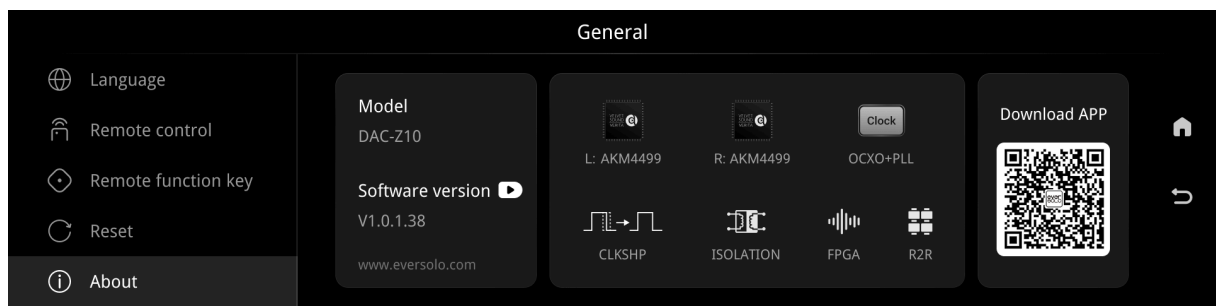 General
Language
Remote control
Remote function key
Reset
About
Model
DAC-Z10
Software version
V1.0.1.38
www.eversolo.com
L: AKM4499
R: AKM4499
Clock
OCXO+PLL
CLKSHP
ISOLATION
FPGA
R2R
Download APP